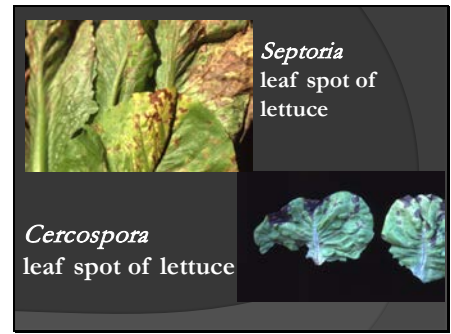 Septoria
leaf spot of
lettuce
Cercospora
leaf spot of lettuce